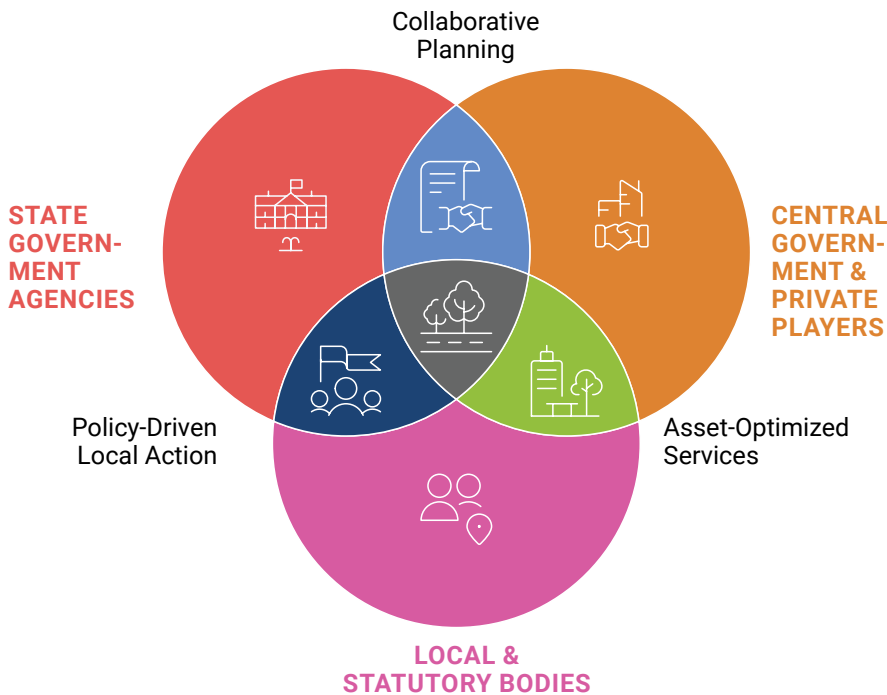 Collaborative
Planning
STATE
GOVERN-
MENT
AGENCIES
CENTRAL
GOVERN-
MENT &
PRIVATE
PLAYERS
Policy-Driven
Local Action
Asset-Optimized
Services
LOCAL &
STATUTORY BODIES